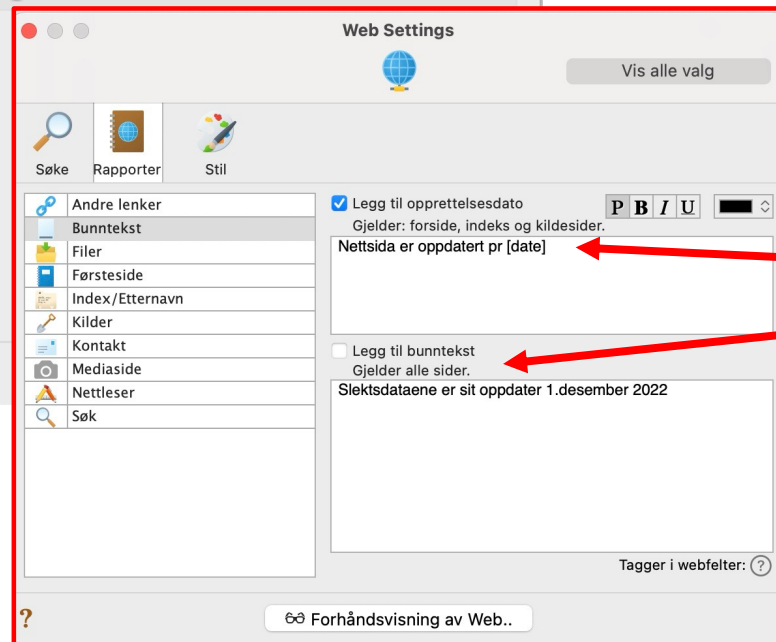 Web Settings
Vis alle valg
Søke
Rapporter
Stil
Andre lenker
Bunntekst
Filer
Førsteside
Index/Etternavn
Kilder
Kontakt
Mediaside
Nettleser
Søk
Legg til opprettelsesdato
P B I U
Gjelder: forside, indeks og kildesider.
Nettsida er oppdatert pr [date]
Legg til bunntekst
Gjelder alle sider.
Slektsdataene er sit oppdater 1.desember 2022
Tagger i webfelter: ?
?
Forhåndsvisning av Web..